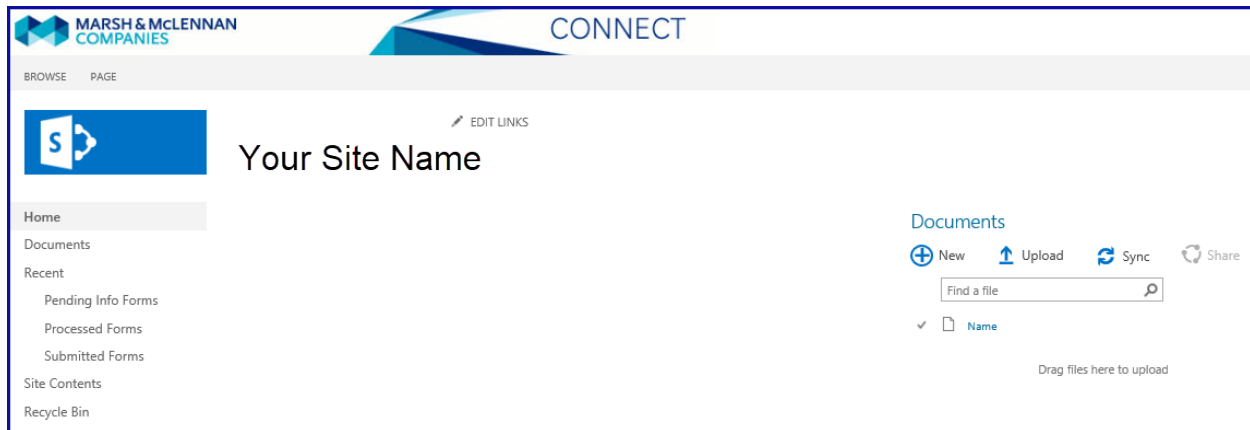 MARSH & McLENNAN
COMPANIES
CONNECT
BROWSE PAGE
S
EDIT LINKS
Your Site Name
Home
Documents
Recent
Pending Info Forms
Processed Forms
Submitted Forms
Site Contents
Recycle Bin
Documents
New Upload Sync Share
Find a file
Name
Drag files here to upload